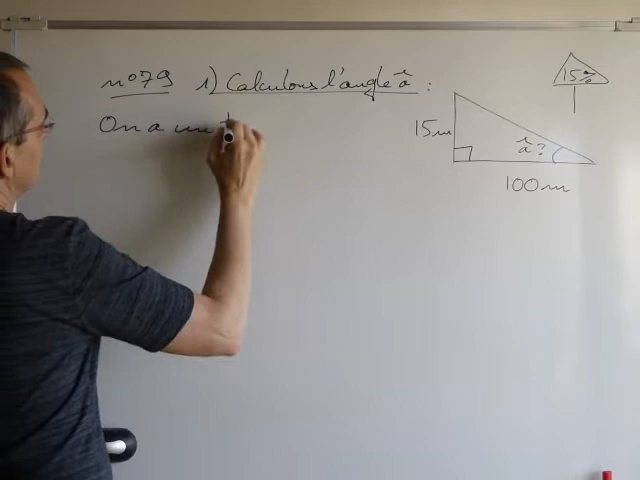 n°79 1) Calculons l'angle â :
On a un t
15%
15m
â?
100m